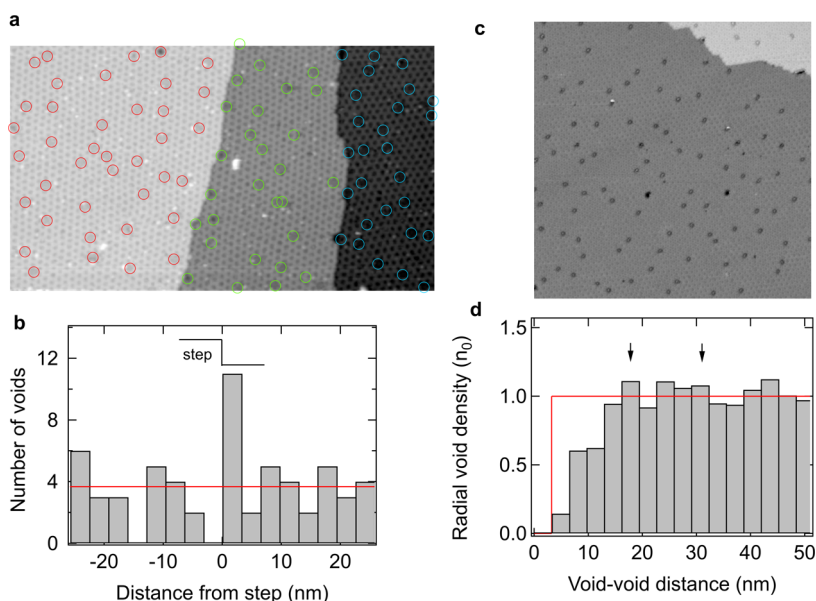 a
b
12
8
4
0
Number of voids
step
-20
-10
0
10
20
Distance from step (nm)
c
d
1.5
1.0
0.5
0.0
Radial void density (n₀)
0
10
20
30
40
50
Void-void distance (nm)